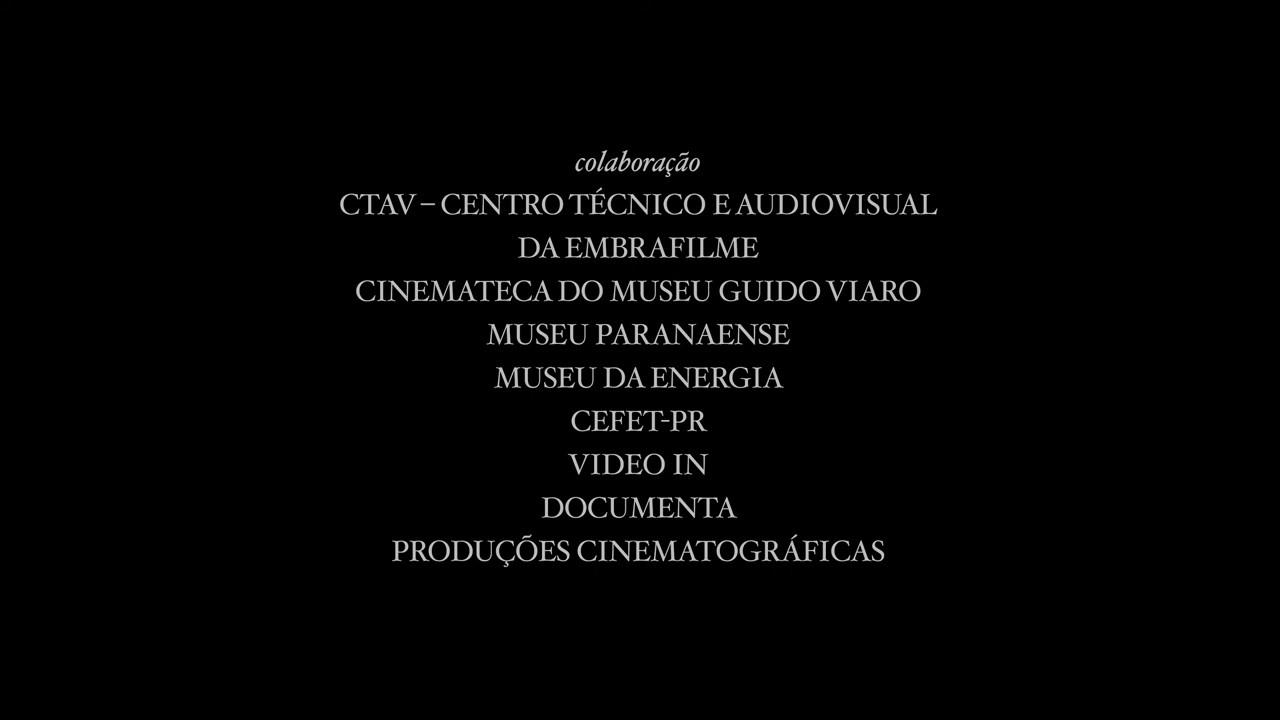 colaboração
CTAV – CENTRO TÉCNICO E AUDIOVISUAL
DA EMBRAFILME
CINEMATECA DO MUSEU GUIDO VIARO
MUSEU PARANAENSE
MUSEU DA ENERGIA
CEFET-PR
VIDEO IN
DOCUMENTA
PRODUÇÕES CINEMATOGRÁFICAS